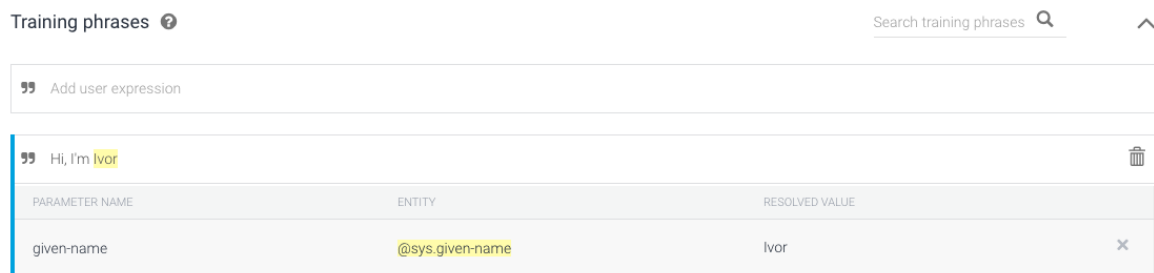 Training phrases ?
Search training phrases
Add user expression
Hi, I'm Ivor
PARAMETER NAME ENTITY RESOLVED VALUE
given-name @sys.given-name Ivor